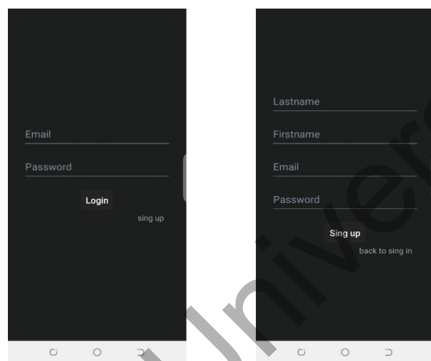 Email
Password
Login
sing up
Lastname
Firstname
Email
Password
Sing up
back to sing in